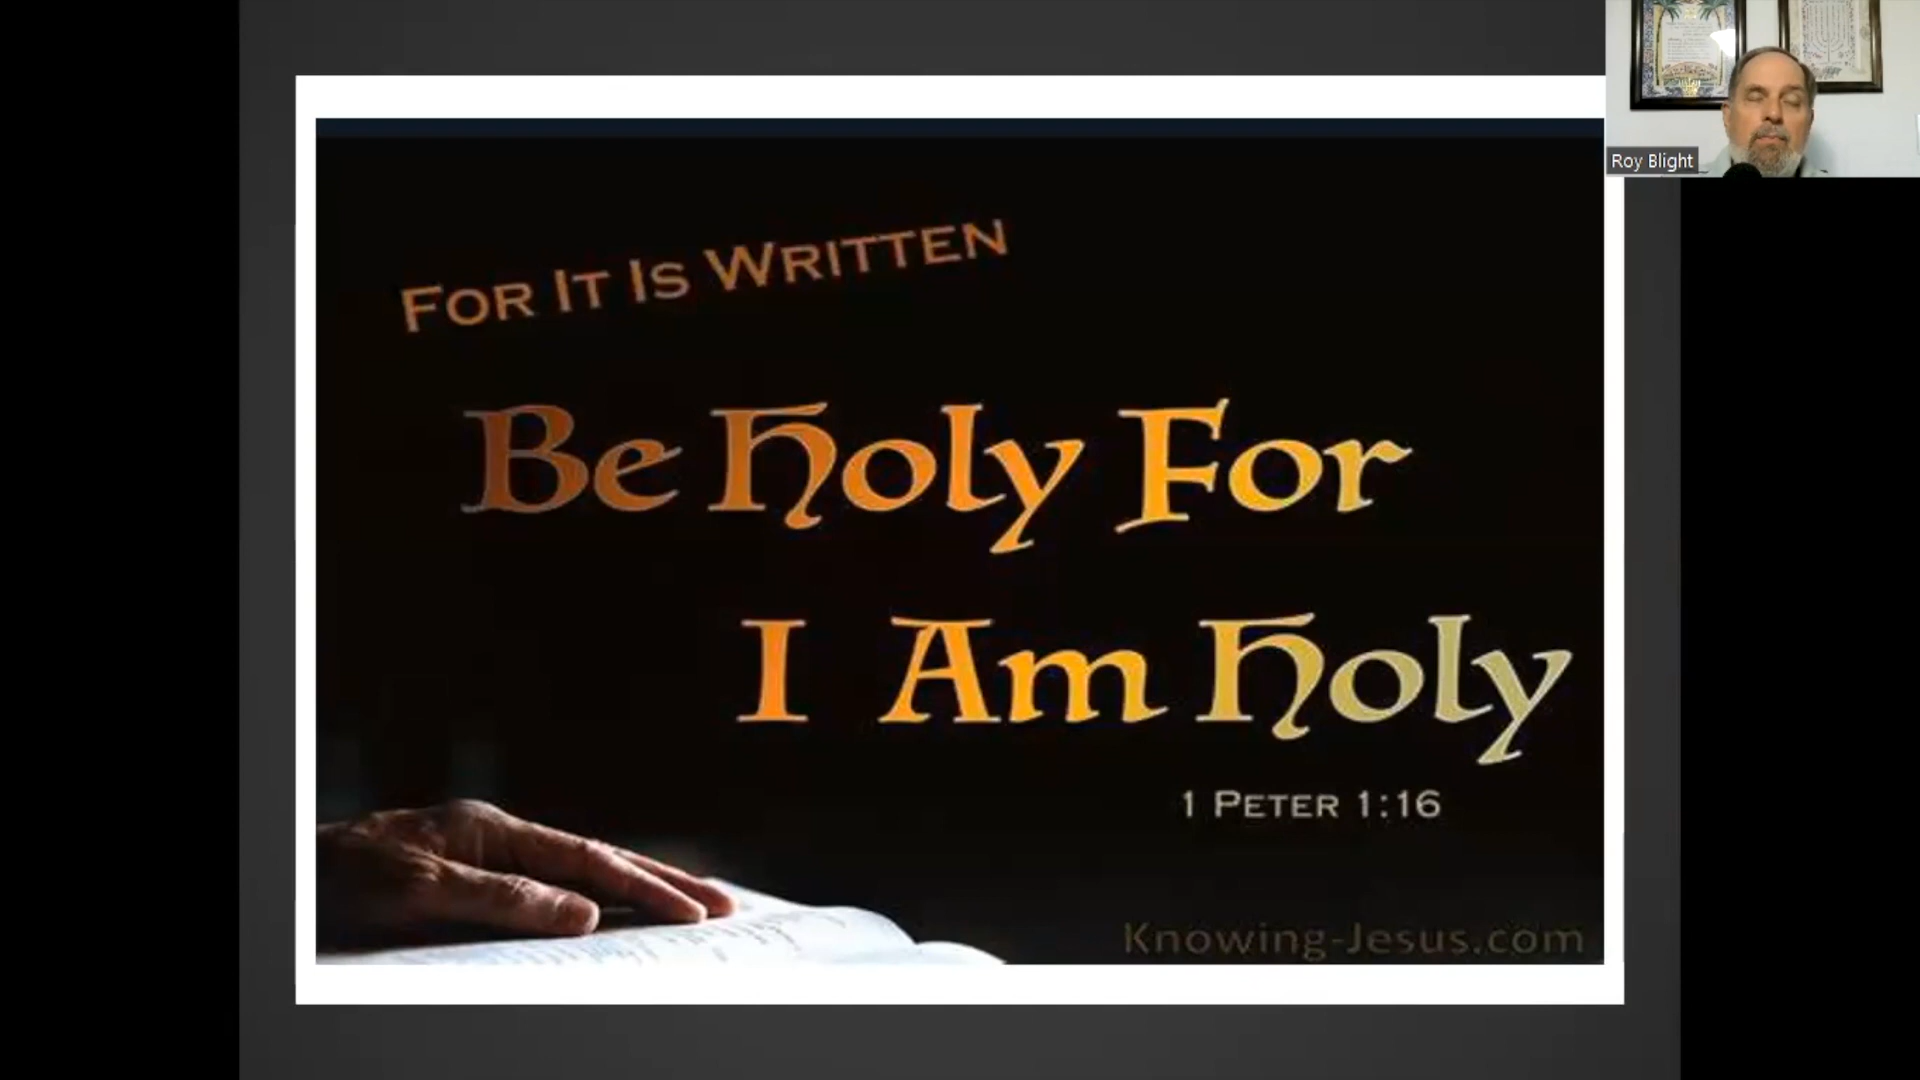 For It Is Written
Be Holy For
I Am Holy
1 Peter 1:16
Knowing-Jesus.com
Roy Blight